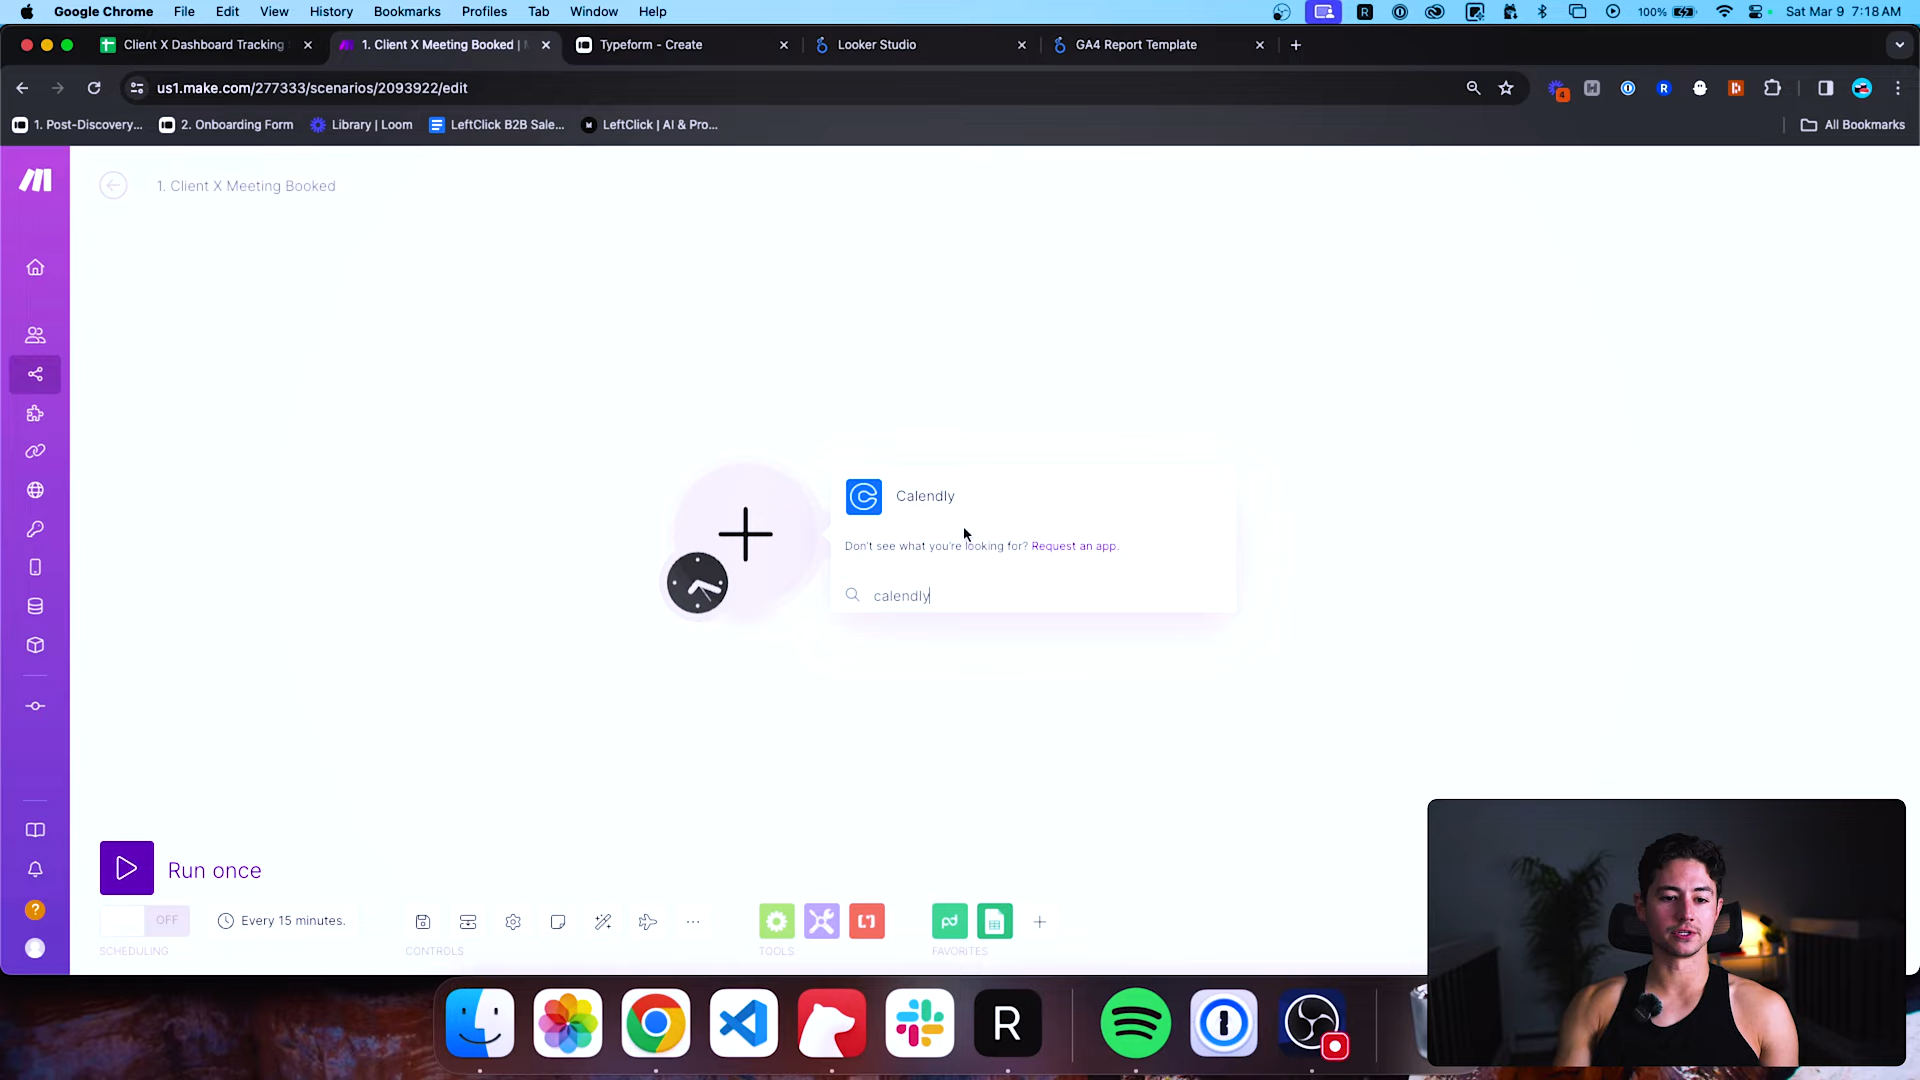 Google Chrome File Edit View History Bookmarks Profiles Tab Window Help
100% Sat Mar 9 7:18 AM
Client X Dashboard Tracking
1. Client X Meeting Booked |
Typeform - Create
Looker Studio
GA4 Report Template
us1.make.com/277333/scenarios/2093922/edit
4
1. Post-Discovery...
2. Onboarding Form
Library | Loom
LeftClick B2B Sale...
LeftClick | AI & Pro...
All Bookmarks
1. Client X Meeting Booked
Calendly
Don't see what you're looking for? Request an app.
calendly
Run once
OFF
Every 15 minutes.
SCHEDULING
CONTROLS
TOOLS
pd
FAVORITES
R